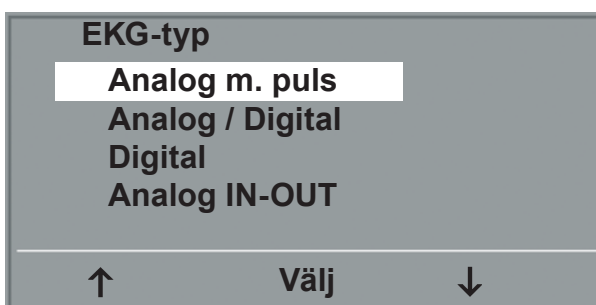 EKG-typ
Analog m. puls
Analog / Digital
Digital
Analog IN-OUT
↑ Välj ↓